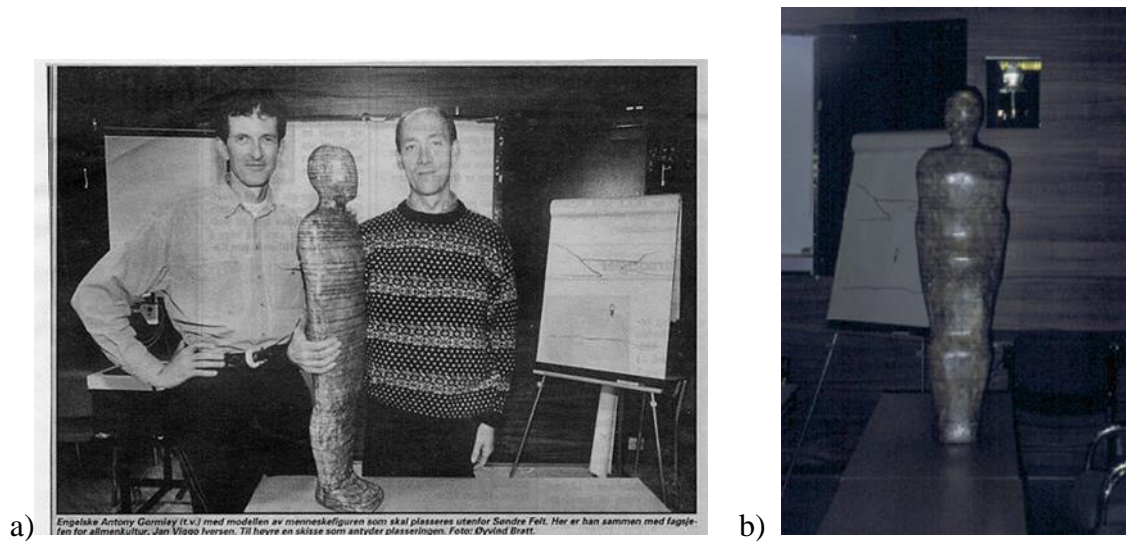 Engelske Antony Gormley (t.v.) med modellen av menneskefiguren som skal plasseres utenfor Søndre Felt. Her er han sammen med fagsje-
a) fen for allmenkultur, Jan Viggo Iversen. Til høyre en skisse som antyder plasseringen. Foto: Øyvind Bratt.
b)